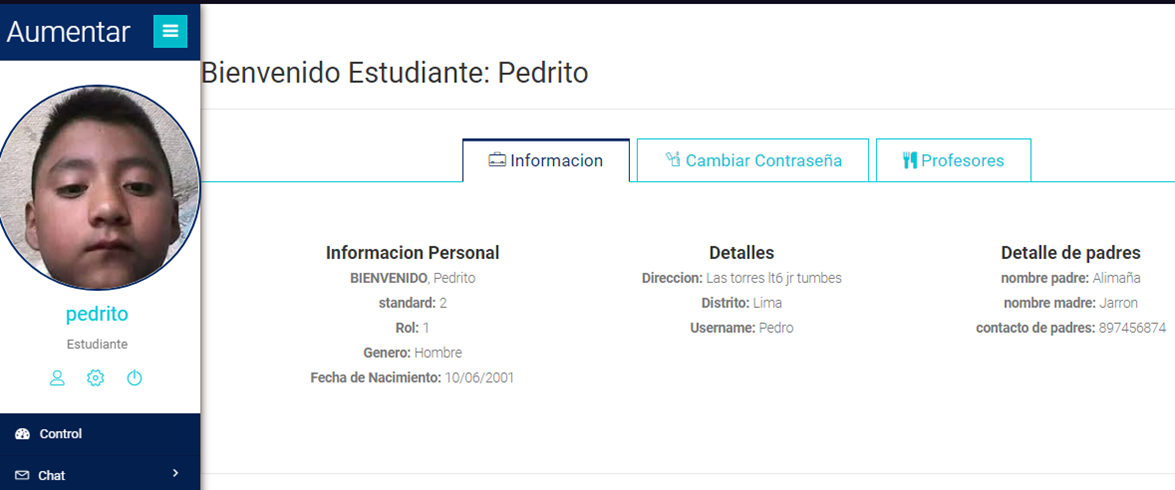 Aumentar
Bienvenido Estudiante: Pedrito
pedrito
Estudiante
Control
Chat
Informacion
Cambiar Contraseña
Profesores
Informacion Personal
BIENVENIDO, Pedrito
standard: 2
Rol: 1
Genero: Hombre
Fecha de Nacimiento: 10/06/2001
Detalles
Direccion: Las torres lt6 jr tumbes
Distrito: Lima
Username: Pedro
Detalle de padres
nombre padre: Alimaña
nombre madre: Jarron
contacto de padres: 897456874